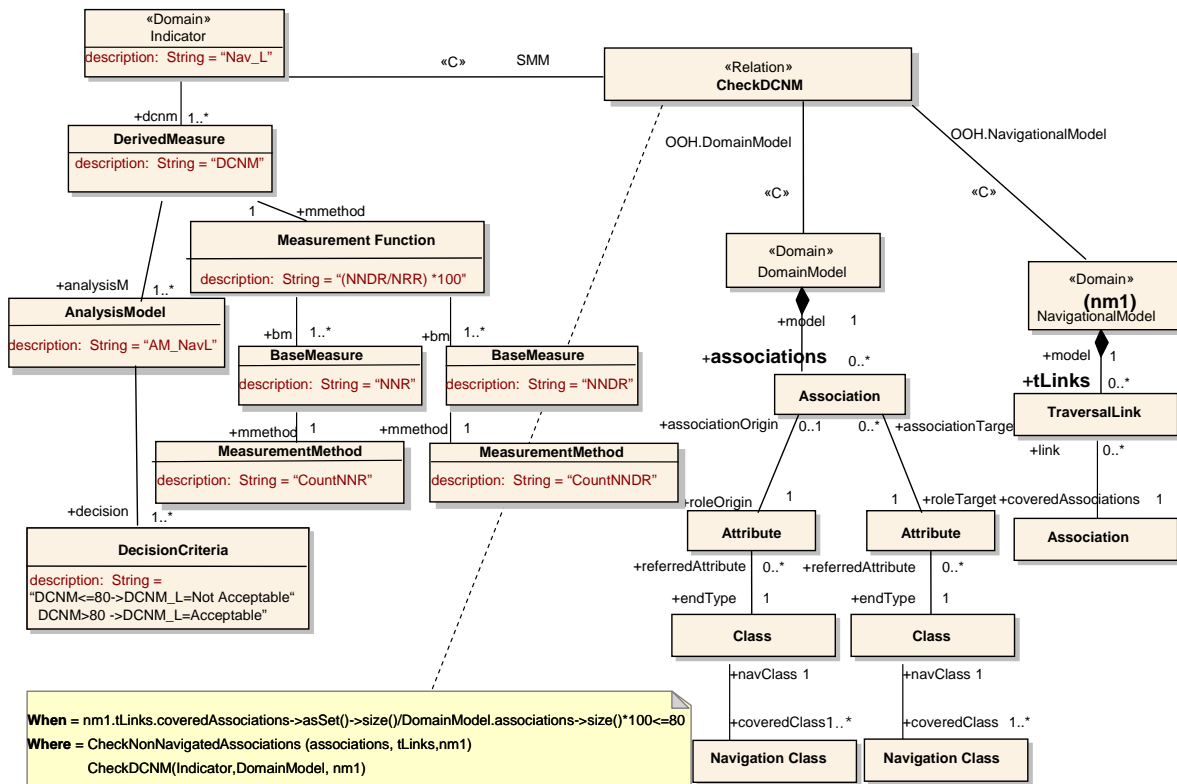 «Domain»
Indicator
description:  String = “Nav_L”
«C»
SMM
«Relation»
CheckDCNM
+dcnm
1..*
DerivedMeasure
description:  String = “DCNM”
OOH.DomainModel
OOH.NavigationalModel
«C»
«C»
1
+mmethod
Measurement Function
description:  String = “(NNDR/NRR) *100”
«Domain»
DomainModel
«Domain»
(nm1)
NavigationalModel
+analysisM
1..*
AnalysisModel
description:  String = “AM_NavL”
+bm
1..*
+bm
1..*
+model
1
+associations
0..*
+model
1
+tLinks
0..*
BaseMeasure
description:  String = “NNR”
BaseMeasure
description:  String = “NNDR”
Association
TraversalLink
+mmethod
1
+mmethod
1
+associationOrigin
0..1
0..*
+associationTarge
+link
0..*
MeasurementMethod
description:  String = “CountNNR”
MeasurementMethod
description:  String = “CountNNDR”
+roleOrigin
1
1
+roleTarget
+coveredAssociations
1
+decision
1..*
Attribute
Attribute
Association
DecisionCriteria
description:  String =
“DCNM<=80->DCNM_L=Not Acceptable“
DCNM>80 ->DCNM_L=Acceptable”
+referredAttribute
0..*
+referredAttribute
0..*
+endType
1
+endType
1
Class
Class
+navClass 1
+navClass 1
+coveredClass1..*
+coveredClass
1..*
Navigation Class
Navigation Class
When = nm1.tLinks.coveredAssociations->asSet()->size()/DomainModel.associations->size()*100<=80
Where = CheckNonNavigatedAssociations (associations, tLinks,nm1)
CheckDCNM(Indicator,DomainModel, nm1)